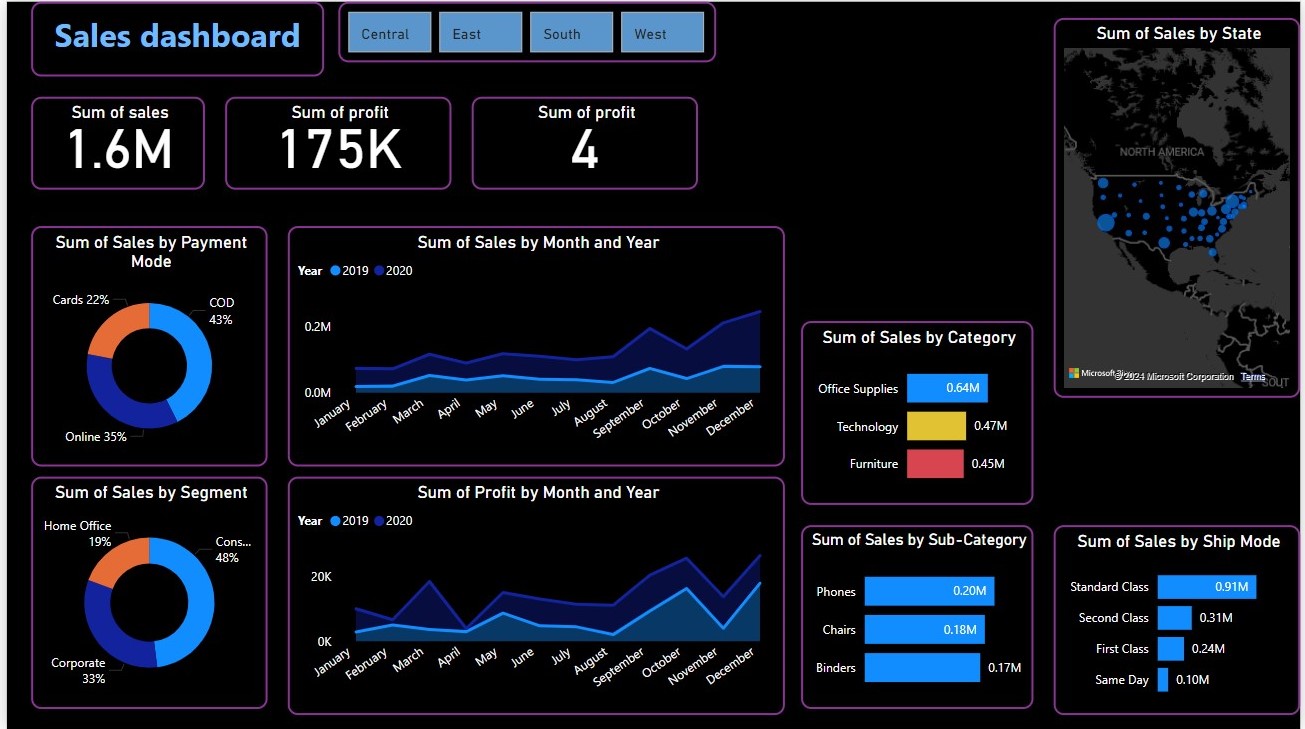 Sales dashboard
Central
East
South
West
Sum of sales
1.6M
Sum of profit
175K
Sum of profit
4
Sum of Sales by State
NORTH AMERICA
© 2024 Microsoft Corporation
Terms
Sum of Sales by Payment
Mode
Cards 22%
COD
43%
Online 35%
Sum of Sales by Month and Year
Year
2019
2020
0.2M
0.0M
January
February
March
April
May
June
July
August
September
October
November
December
Sum of Sales by Category
Office Supplies
0.64M
Technology
0.47M
Furniture
0.45M
Sum of Sales by Segment
Home Office
19%
Cons...
48%
Corporate
33%
Sum of Profit by Month and Year
Year
2019
2020
20K
0K
January
February
March
April
May
June
July
August
September
October
November
December
Sum of Sales by Sub-Category
Phones
0.20M
Chairs
0.18M
Binders
0.17M
Sum of Sales by Ship Mode
Standard Class
0.91M
Second Class
0.31M
First Class
0.24M
Same Day
0.10M